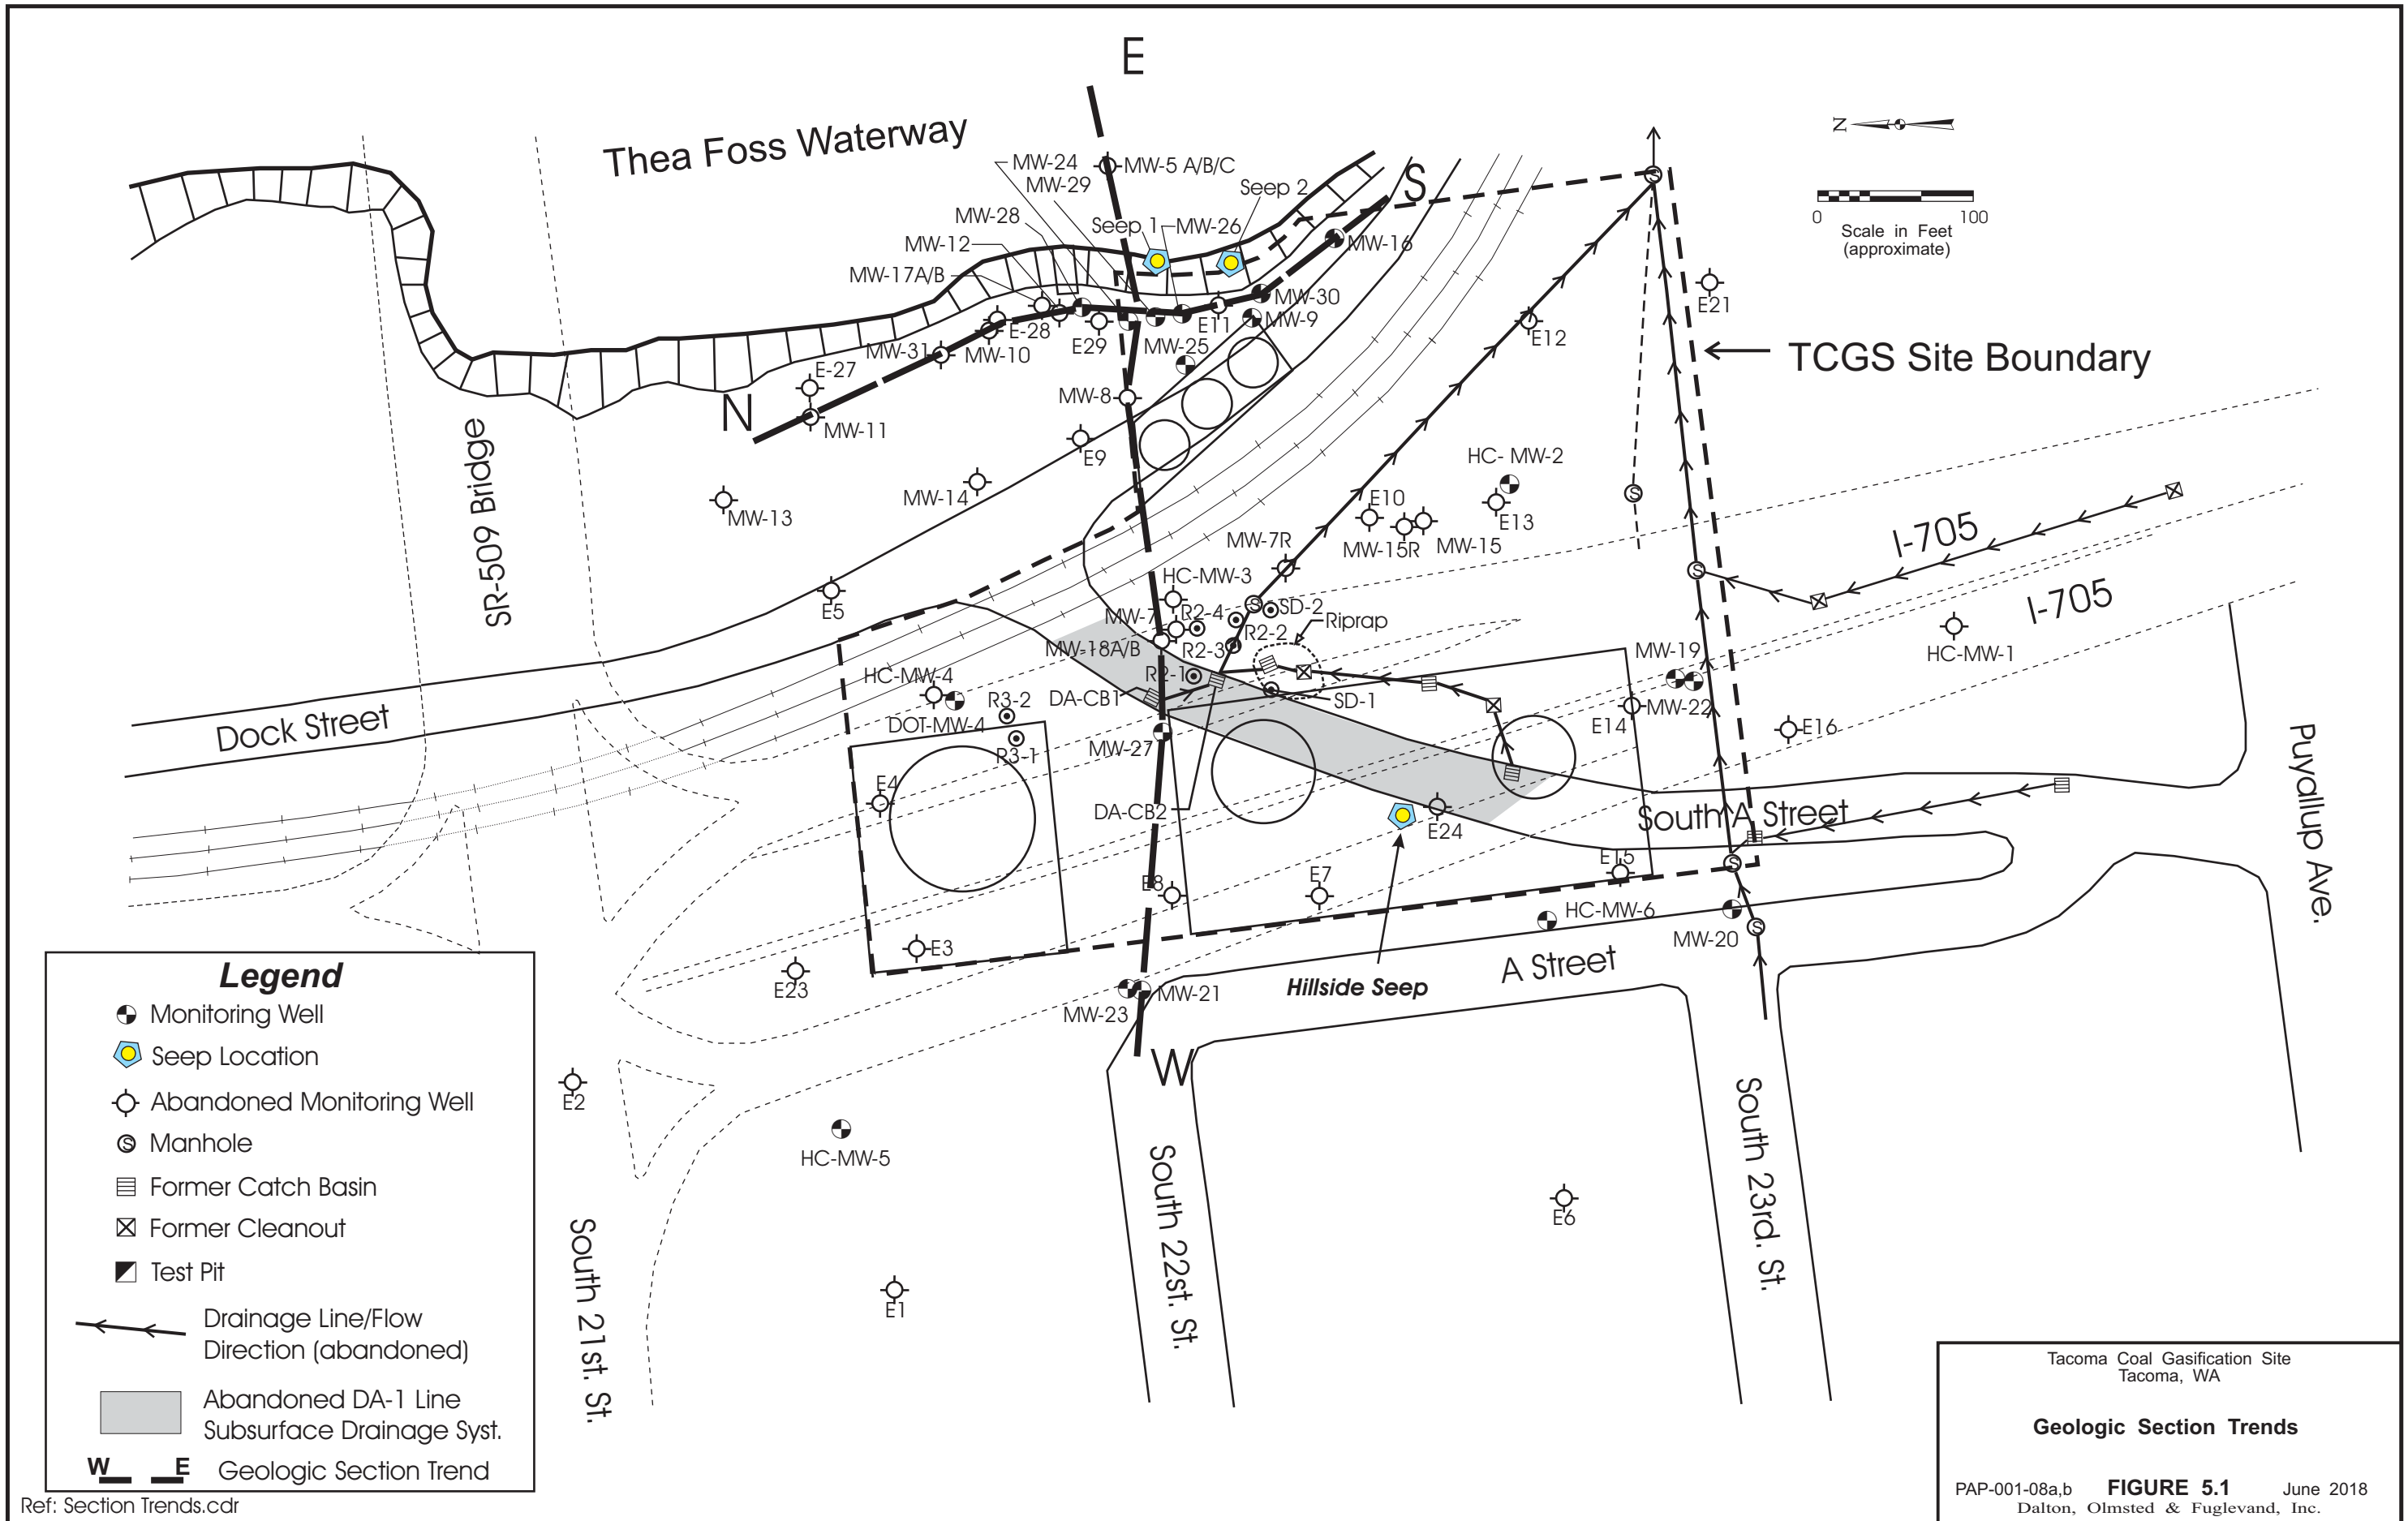 E
Thea Foss Waterway
MW-24
MW-29
MW-5 A/B/C
Seep 2
S
MW-28
Seep 1
MW-26
MW-12
MW-16
MW-17A/B
N
0
100
Scale in Feet
(approximate)
S
E21
MW-30
MW-9
E11
E-28
E29
MW-25
MW-31
MW-10
E12
TCGS Site Boundary
E-27
N
MW-11
MW-8
E9
SR-509 Bridge
MW-14
MW-13
HC- MW-2
E13
S
E10
MW-15R
MW-15
I-705
I-705
MW-7R
HC-MW-3
S
S
E5
MW-7
R2-4
SD-2
R2-2
Riprap
MW-18A/B
R2-3
R2-1
MW-19
HC-MW-1
HC-MW-4
DOT-MW-4
R3-2
R3-1
DA-CB1
SD-1
E14
MW-22
E16
Dock Street
MW-27
E4
DA-CB2
E24
South A Street
Puyallup Ave.
E8
E7
E15
S
HC-MW-6
MW-20
S
E3
E23
A Street
Hillside Seep
MW-21
MW-23
W
E2
HC-MW-5
South 21st. St.
South 22st. St.
South 23rd. St.
E6
E1
Legend
Monitoring Well
Seep Location
Abandoned Monitoring Well
S Manhole
Former Catch Basin
Former Cleanout
Test Pit
Drainage Line/Flow
Direction (abandoned)
Abandoned DA-1 Line
Subsurface Drainage Syst.
W E Geologic Section Trend
Ref: Section Trends.cdr
Tacoma Coal Gasification Site
Tacoma, WA
Geologic Section Trends
PAP-001-08a,b FIGURE 5.1 June 2018
Dalton, Olmsted & Fuglevand, Inc.